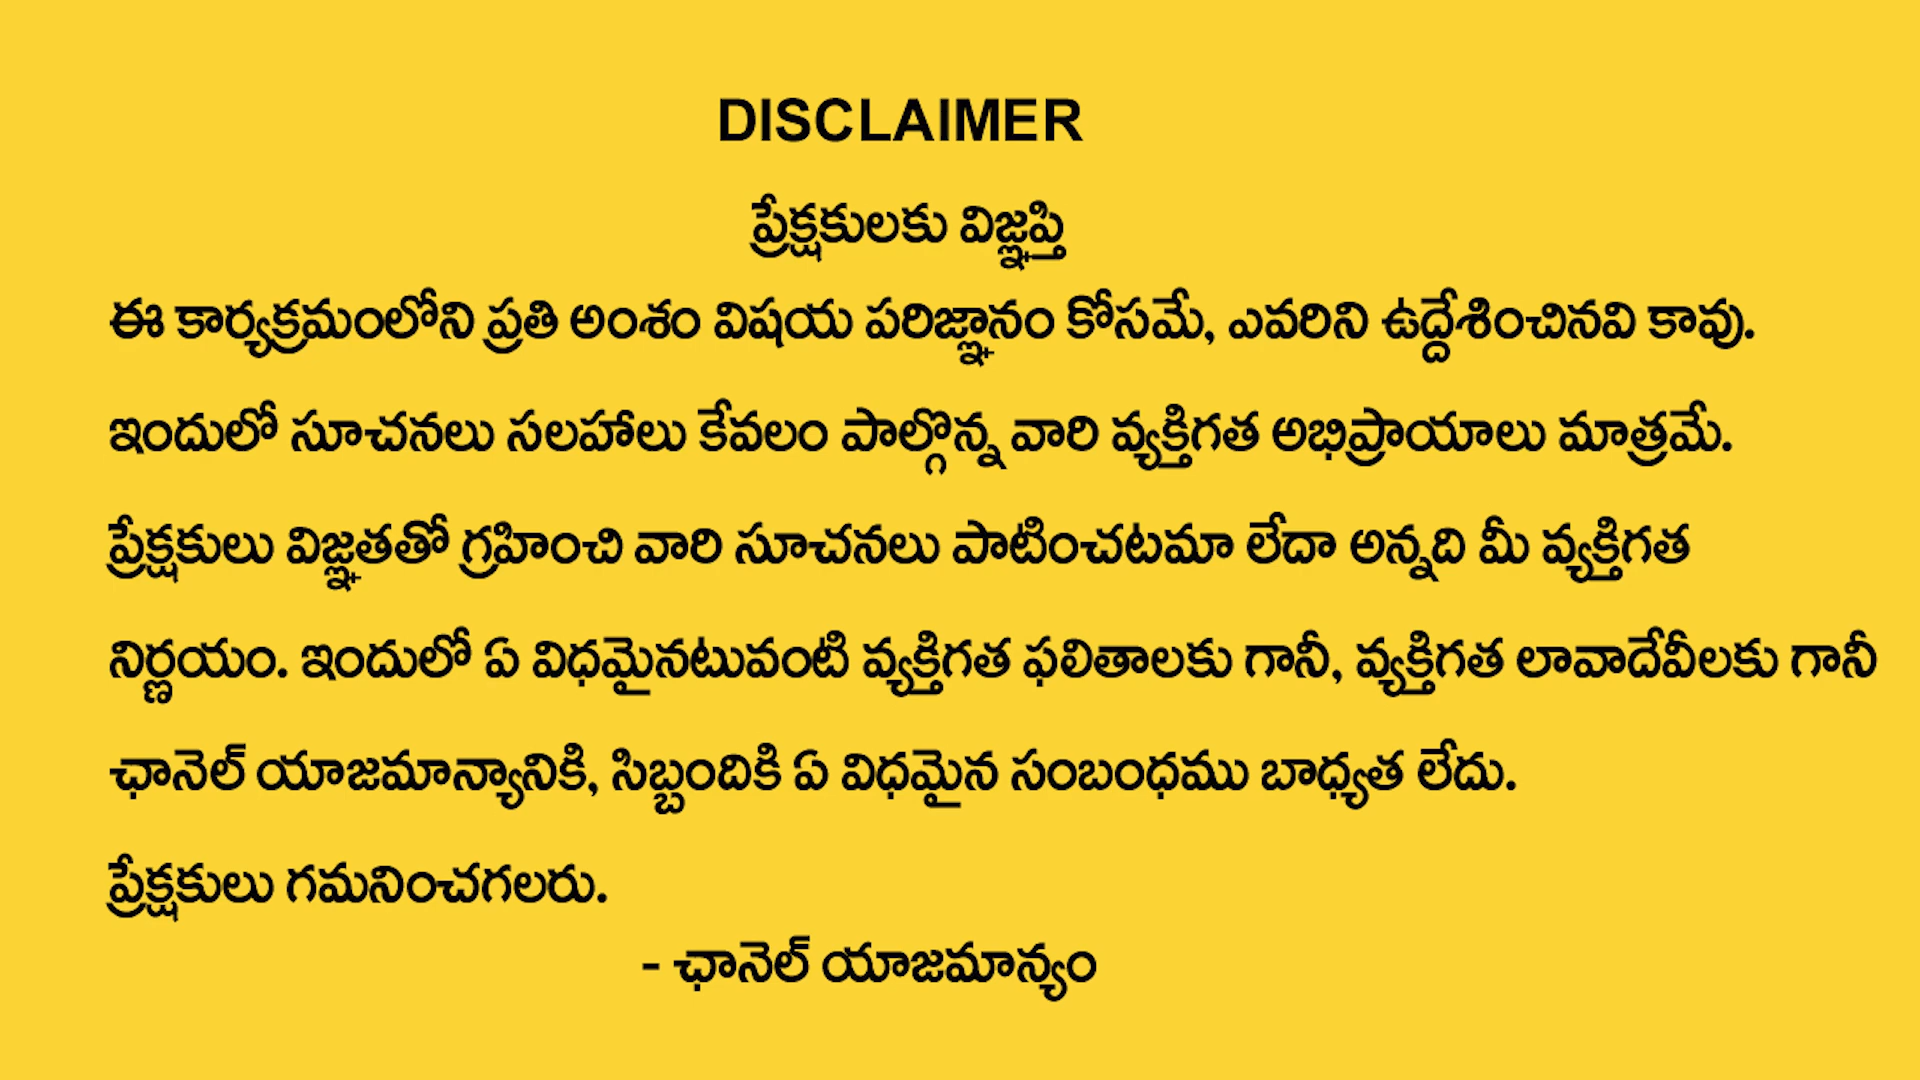 DISCLAIMER
ప్రేక్షకులకు విజ్ఞప్తి
ఈ కార్యక్రమంలోని ప్రతి అంశం విషయ పరిజ్ఞానం కోసమే, ఎవరిని ఉద్దేశించినవి కావు.
ఇందులో సూచనలు సలహాలు కేవలం పాల్గొన్న వారి వ్యక్తిగత అభిప్రాయాలు మాత్రమే.
ప్రేక్షకులు విజ్ఞతతో గ్రహించి వారి సూచనలు పాటించటమా లేదా అన్నది మీ వ్యక్తిగత
నిర్ణయం. ఇందులో ఏ విధమైనటువంటి వ్యక్తిగత ఫలితాలకు గానీ, వ్యక్తిగత లావాదేవీలకు గానీ
ఛానెల్ యాజమాన్యానికి, సిబ్బందికి ఏ విధమైన సంబంధము బాధ్యత లేదు.
ప్రేక్షకులు గమనించగలరు.
- ఛానెల్ యాజమాన్యం